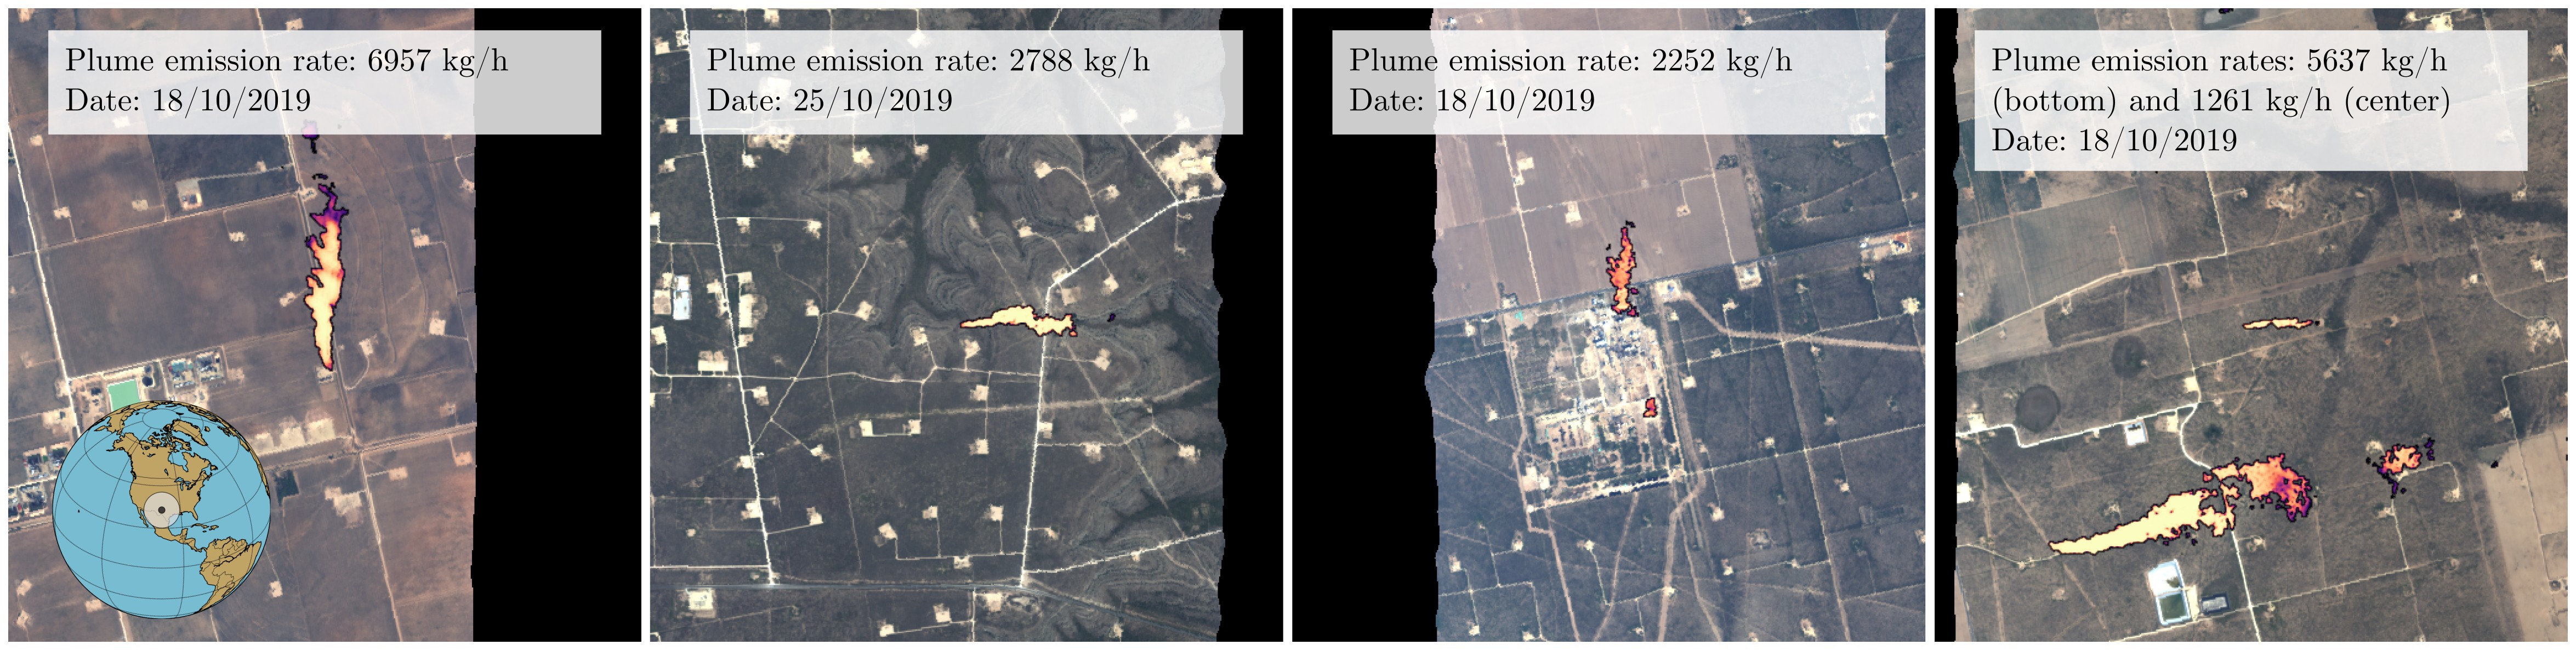 Plume emission rate: 6957 kg/h
Date: 18/10/2019
Plume emission rate: 2788 kg/h
Date: 25/10/2019
Plume emission rate: 2252 kg/h
Date: 18/10/2019
Plume emission rates: 5637 kg/h
(bottom) and 1261 kg/h (center)
Date: 18/10/2019